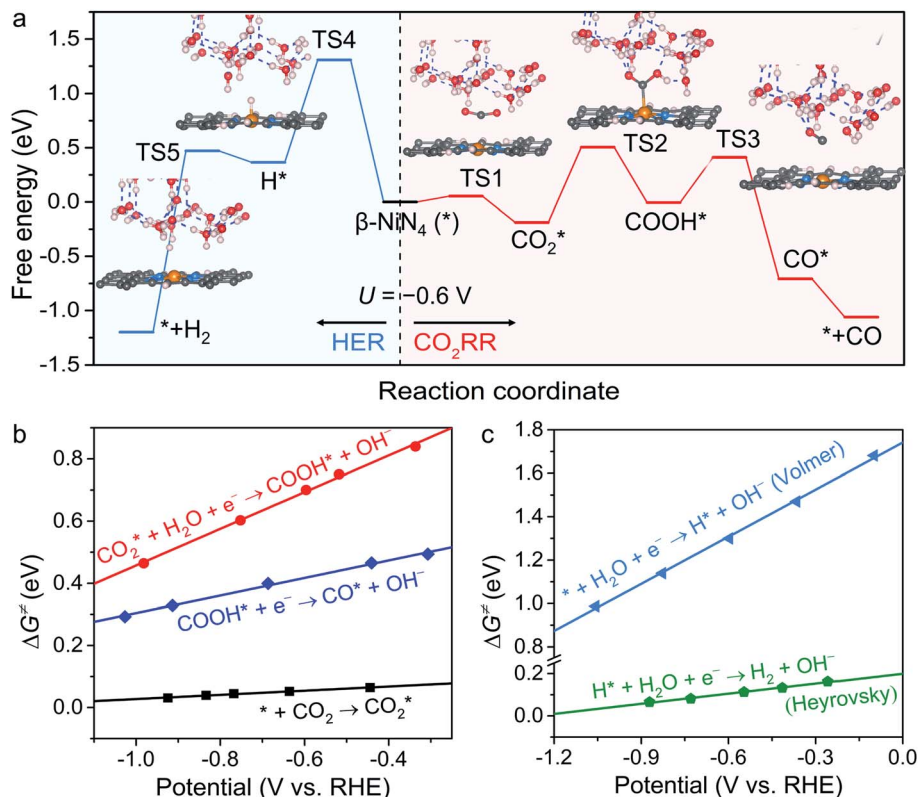 a
1.5
1.0
0.5
0.0
-0.5
-1.0
-1.5
Free energy (eV)
TS4
TS5
H*
β-NiN₄ (*)
*+H₂
U = −0.6 V
HER
CO₂RR
TS1
CO₂*
TS2
COOH*
TS3
CO*
*+CO
Reaction coordinate
b
0.8
0.6
0.4
0.2
0.0
ΔG≠ (eV)
CO₂* + H₂O + e⁻ → COOH* + OH⁻
COOH* + e⁻ → CO* + OH⁻
* + CO₂ → CO₂*
-1.0
-0.8
-0.6
-0.4
Potential (V vs. RHE)
c
1.8
1.6
1.4
1.2
1.0
0.2
0.0
ΔG≠ (eV)
* + H₂O + e⁻ → H* + OH⁻ (Volmer)
H* + H₂O + e⁻ → H₂ + OH⁻
(Heyrovsky)
-1.2
-0.9
-0.6
-0.3
0.0
Potential (V vs. RHE)